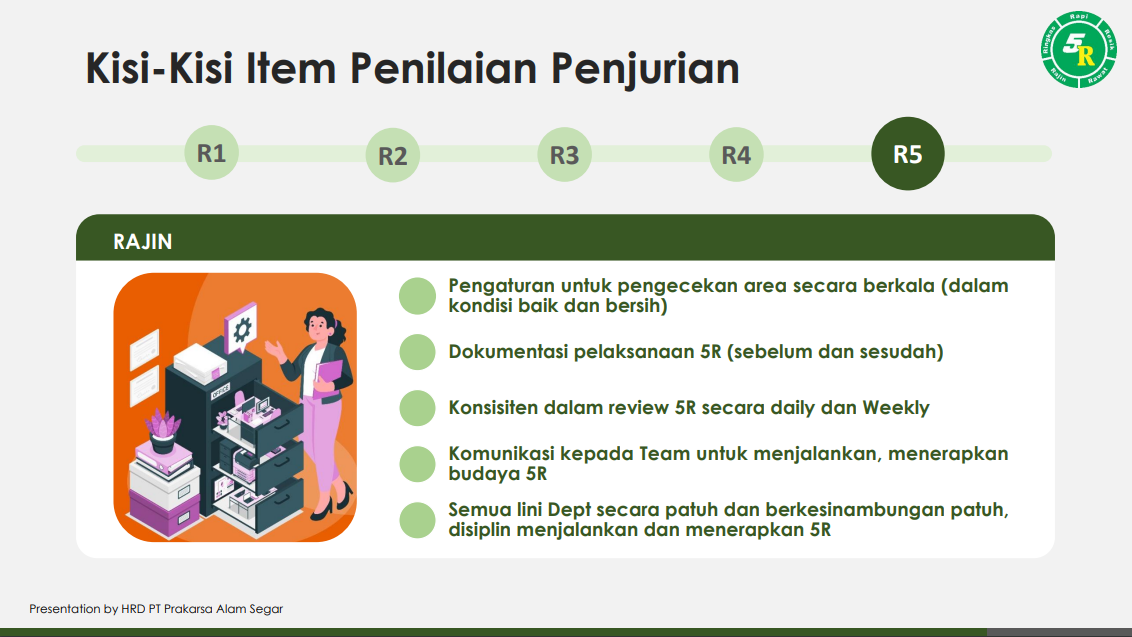 Kisi-Kisi Item Penilaian Penjurian
Ringkas Rapi Resik Rawat Rajin
5R
R1 R2 R3 R4 R5
RAJIN
OFFICE
Pengaturan untuk pengecekan area secara berkala (dalam
kondisi baik dan bersih)
Dokumentasi pelaksanaan 5R (sebelum dan sesudah)
Konsisiten dalam review 5R secara daily dan Weekly
Komunikasi kepada Team untuk menjalankan, menerapkan
budaya 5R
Semua lini Dept secara patuh dan berkesinambungan patuh,
disiplin menjalankan dan menerapkan 5R
Presentation by HRD PT Prakarsa Alam Segar